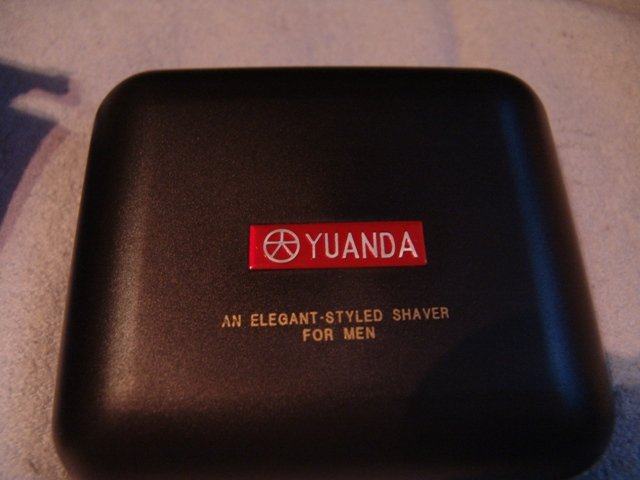 YUANDA
AN ELEGANT-STYLED SHAVER
FOR MEN